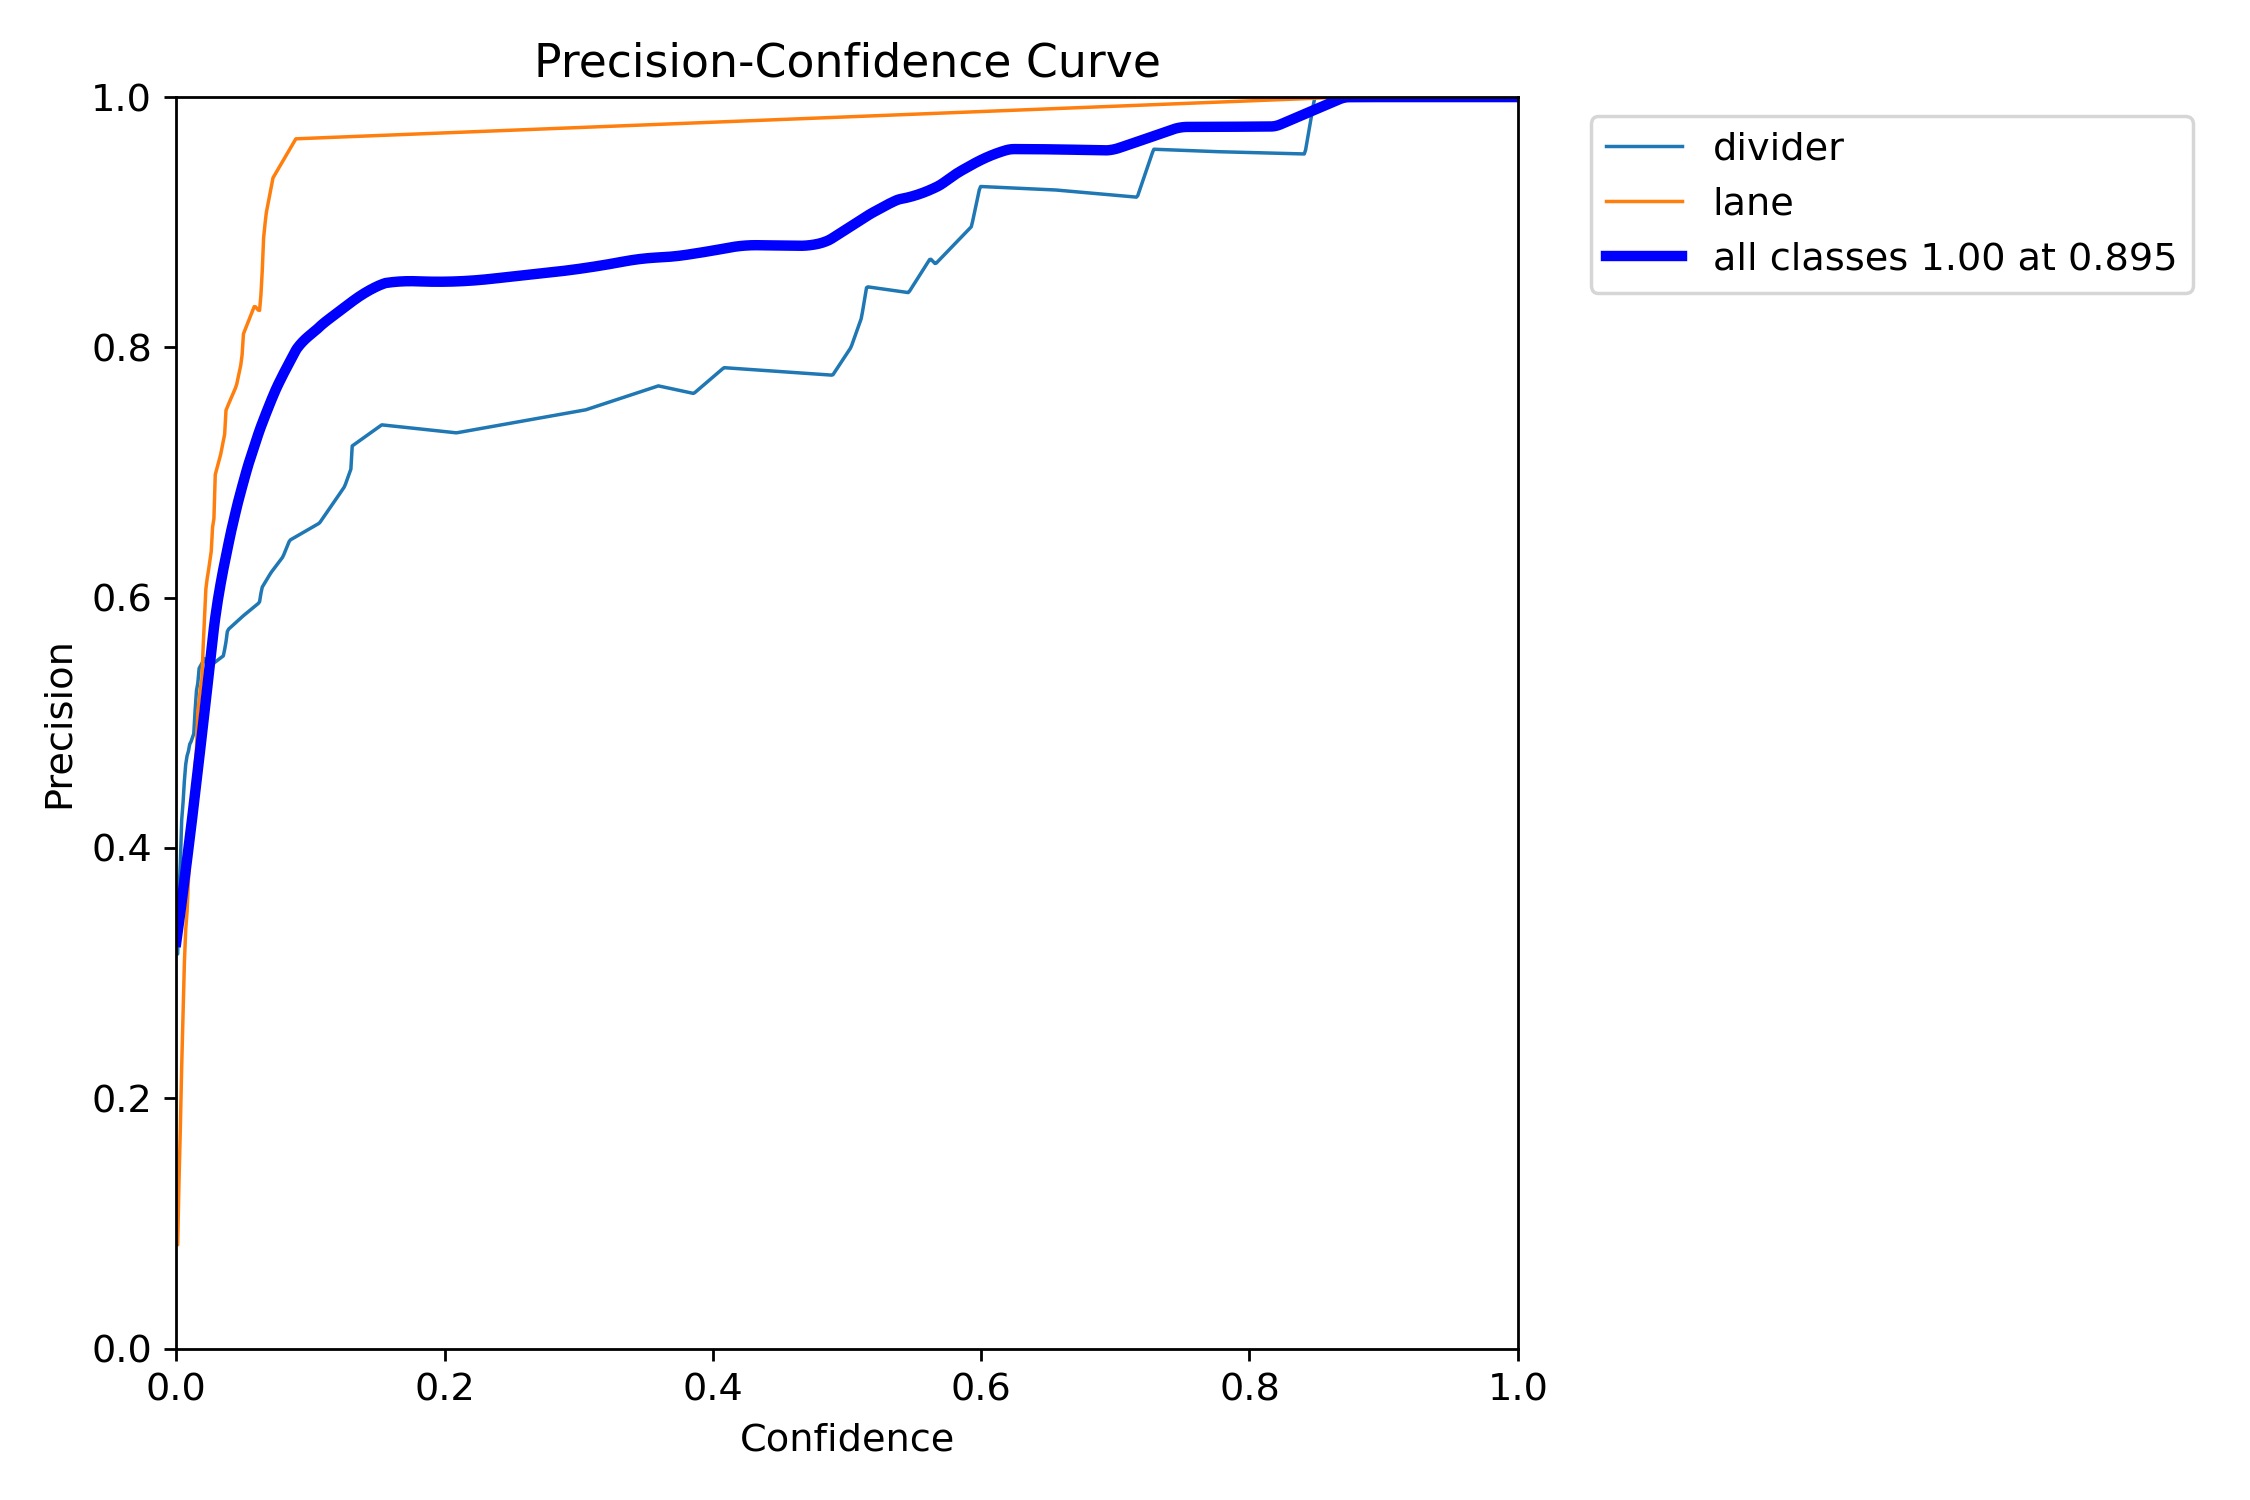 Precision-Confidence Curve
1.0
0.8
0.6
0.4
0.2
0.0
Precision
0.0 0.2 0.4 0.6 0.8 1.0
Confidence
divider
lane
all classes 1.00 at 0.895